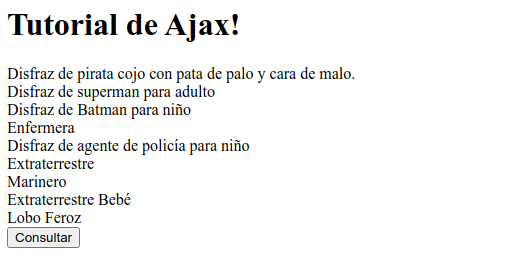 Tutorial de Ajax!
Disfraz de pirata cojo con pata de palo y cara de malo.
Disfraz de superman para adulto
Disfraz de Batman para niño
Enfermera
Disfraz de agente de policía para niño
Extraterrestre
Marinero
Extraterrestre Bebé
Lobo Feroz
Consultar